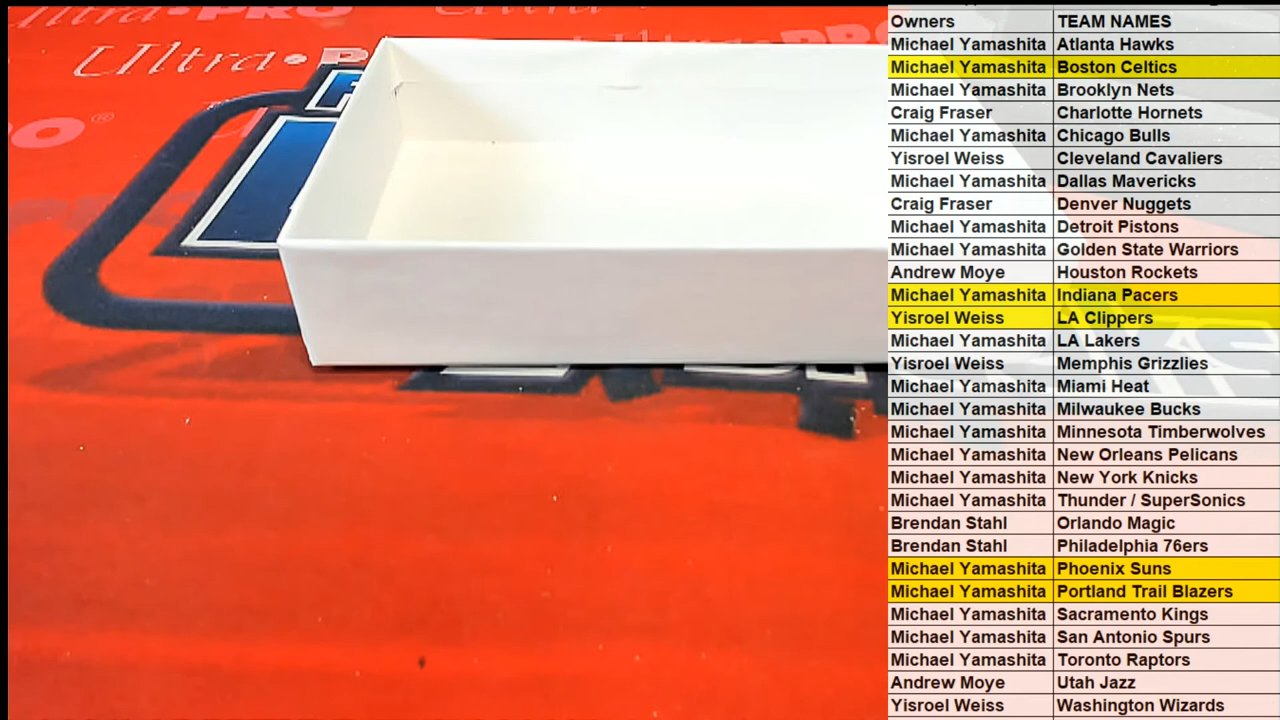 Ultra•PRO
Ultra•PRO
PRO®
Owners TEAM NAMES
Michael Yamashita Atlanta Hawks
Michael Yamashita Boston Celtics
Michael Yamashita Brooklyn Nets
Craig Fraser Charlotte Hornets
Michael Yamashita Chicago Bulls
Yisroel Weiss Cleveland Cavaliers
Michael Yamashita Dallas Mavericks
Craig Fraser Denver Nuggets
Michael Yamashita Detroit Pistons
Michael Yamashita Golden State Warriors
Andrew Moye Houston Rockets
Michael Yamashita Indiana Pacers
Yisroel Weiss LA Clippers
Michael Yamashita LA Lakers
Yisroel Weiss Memphis Grizzlies
Michael Yamashita Miami Heat
Michael Yamashita Milwaukee Bucks
Michael Yamashita Minnesota Timberwolves
Michael Yamashita New Orleans Pelicans
Michael Yamashita New York Knicks
Michael Yamashita Thunder / SuperSonics
Brendan Stahl Orlando Magic
Brendan Stahl Philadelphia 76ers
Michael Yamashita Phoenix Suns
Michael Yamashita Portland Trail Blazers
Michael Yamashita Sacramento Kings
Michael Yamashita San Antonio Spurs
Michael Yamashita Toronto Raptors
Andrew Moye Utah Jazz
Yisroel Weiss Washington Wizards